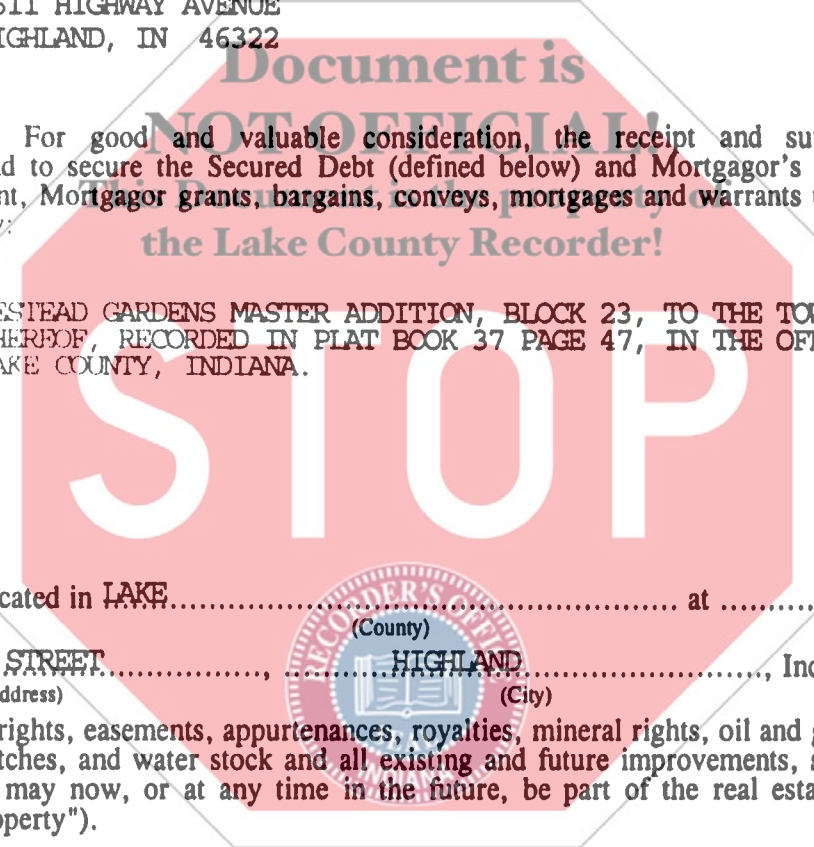 511 HIGHWAY AVENUE
IGHLAND, IN 46322
Document is
NOT OFFICIAL!
This Document is the property of
the Lake County Recorder!
For good and valuable consideration, the receipt and su
d to secure the Secured Debt (defined below) and Mortgagor's
nt, Mortgagor grants, bargains, conveys, mortgages and warrants
y:
ESTEAD GARDENS MASTER ADDITION, BLOCK 23, TO THE TO
HEREOF, RECORDED IN PLAT BOOK 37 PAGE 47, IN THE OFF
AKE COUNTY, INDIANA.
STOP
cated in LAKE.......................................................... at ..........
(County)
STREET................., ..............HIGHLAND............................, Ind
ddress) (City)
rights, easements, appurtenances, royalties, mineral rights, oil and g
tches, and water stock and all existing and future improvements, s
may now, or at any time in the future, be part of the real esta
operty").
RECORDER'S OFFICE
INDIANA